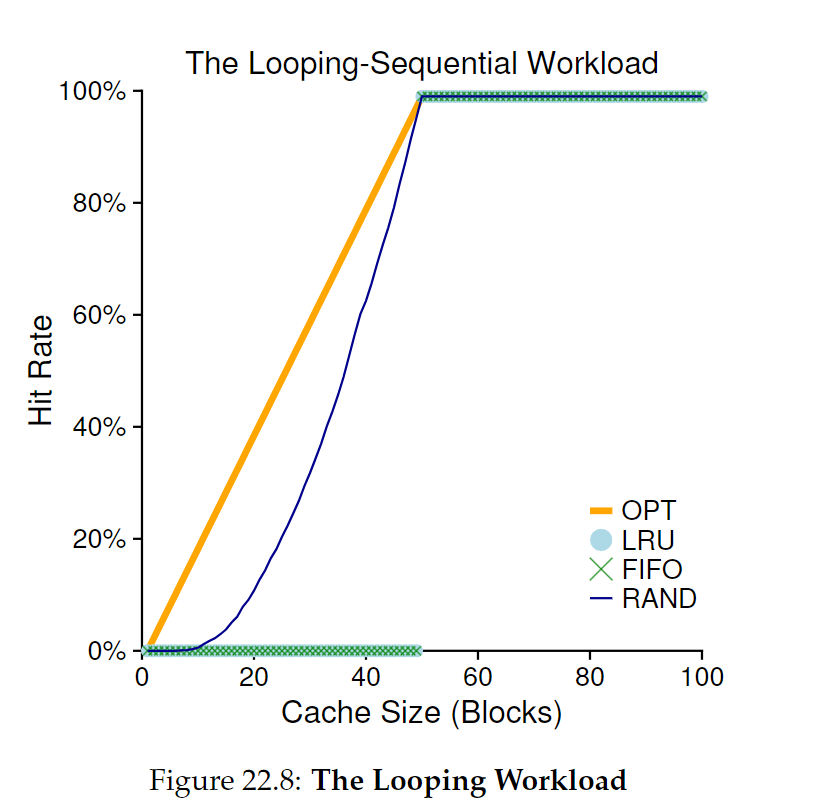 The Looping-Sequential Workload
100%
80%
60%
40%
20%
0%
Hit Rate
0 20 40 60 80 100
Cache Size (Blocks)
OPT
LRU
FIFO
RAND
Figure 22.8: The Looping Workload